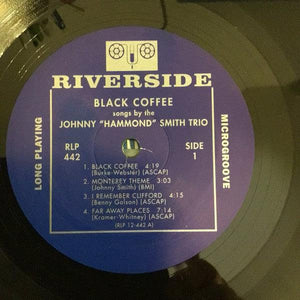 RIVERSIDE
BLACK COFFEE
songs by the
JOHNNY "HAMMOND" SMITH TRIO
RLP
442
SIDE
1
LONG PLAYING
MICROGROOVE
1. BLACK COFFEE 4:19
(Burke-Webster) (ASCAP)
2. MONTEREY THEME 3:03
(Johnny Smith) (BMI)
3. I REMEMBER CLIFFORD 4:15
(Benny Golson) (ASCAP)
4. FAR AWAY PLACES 7:14
(Kramer-Whitney) (ASCAP)
(RLP 12-442 A)